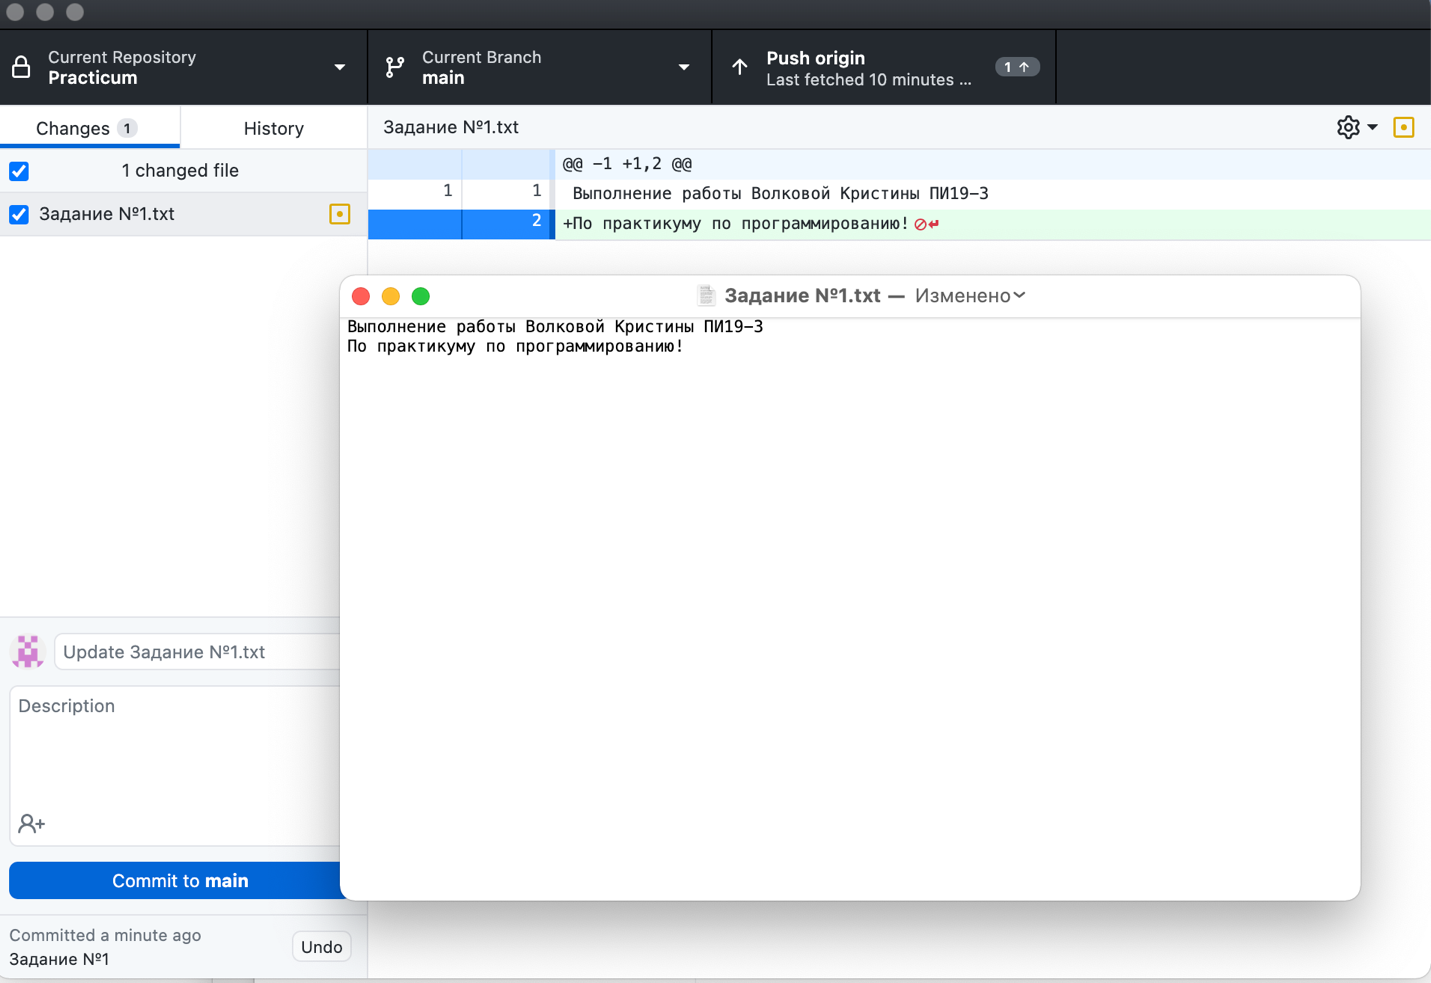 Current Repository
Practicum
Current Branch
main
Push origin
Last fetched 10 minutes ...
1
Changes 1
History
Задание №1.txt
1 changed file
Задание №1.txt
@@ -1 +1,2 @@
1 1 Выполнение работы Волковой Кристины ПИ19-3
2 +По практикуму по программированию!
Задание №1.txt — Изменено
Выполнение работы Волковой Кристины ПИ19-3
По практикуму по программированию!
Update Задание №1.txt
Description
Commit to main
Committed a minute ago
Задание №1
Undo